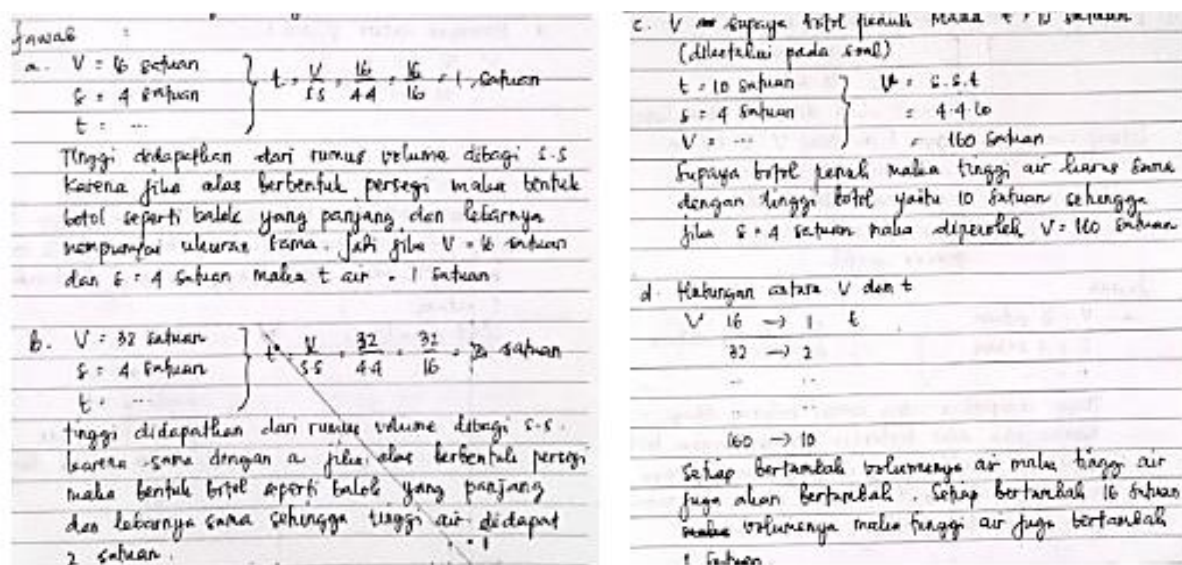 Jawab :
a. V = 16 satuan
s = 4 satuan
t = ...
t = V/s.s = 16/4.4 = 16/16 = 1 satuan
Tinggi didapatkan dari rumus volume dibagi s.s
karena jika alas berbentuk persegi maka bentuk
botol seperti balok yang panjang dan lebarnya
mempunyai ukuran sama. Jadi jika V = 16 satuan
dan s = 4 satuan maka t air = 1 satuan
b. V = 32 satuan
s = 4 satuan
t = ...
t = V/s.s = 32/4.4 = 32/16 = 2 satuan
tinggi didapatkan dari rumus volume dibagi s.s.
karena sama dengan a jika alas berbentuk persegi
maka bentuk botol seperti balok yang panjang
dan lebarnya sama sehingga tinggi air didapat
2 satuan.
c. V supaya botol penuh maka t = 10 satuan
(diketahui pada soal)
t = 10 satuan
s = 4 satuan
V = ...
V = s.s.t
= 4.4.10
= 160 satuan
Supaya botol penuh maka tinggi air harus sama
dengan tinggi botol yaitu 10 satuan sehingga
jika s = 4 satuan maka diperoleh V = 160 satuan
d. Hubungan antara V dan t
V 16 → 1 t
32 → 2
... ...
... ...
160 → 10
Setiap bertambah volumenya air maka tinggi air
juga akan bertambah. Setiap bertambah 16 satuan
volumenya maka tinggi air juga bertambah
1 satuan.